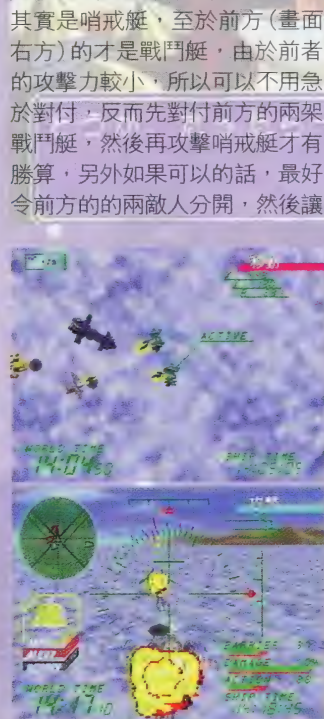 其實是哨戒艇，至於前方(畫面
右方)的才是戰鬥艇，由於前者
的攻擊力較小，所以可以不用急
於對付，反而先對付前方的兩架
戰鬥艇，然後再攻擊哨戒艇才有
勝算，另外如果可以的話，最好
令前方的的兩敵人分開，然後讓
ACTIVE
WORLD TIME
SHIP TIME
WORLD TIME
SHIP TIME